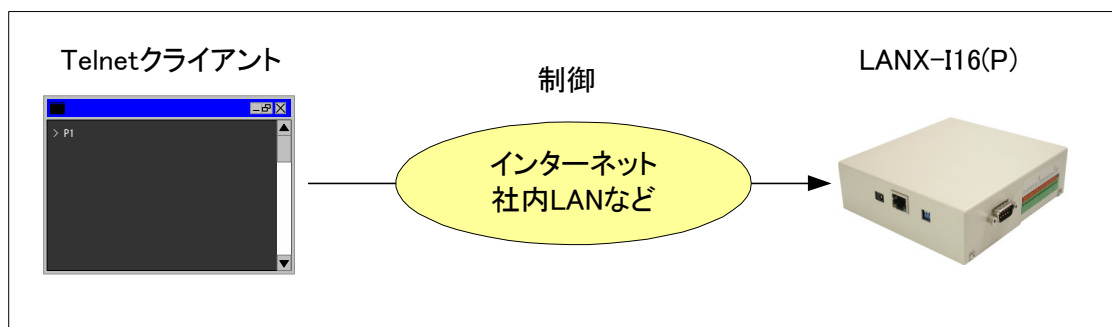 Telnetクライアント
> P1
制御
インターネット
社内LANなど
LANX-I16(P)